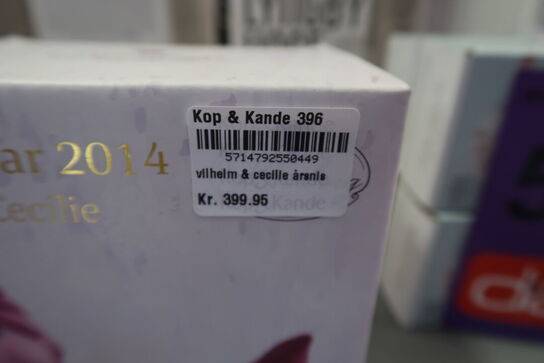 Kop & Kande 396
5714792550449
vilhelm & cecilie årsnis
Kr. 399.95
ar 2014
Cecilie
Kande